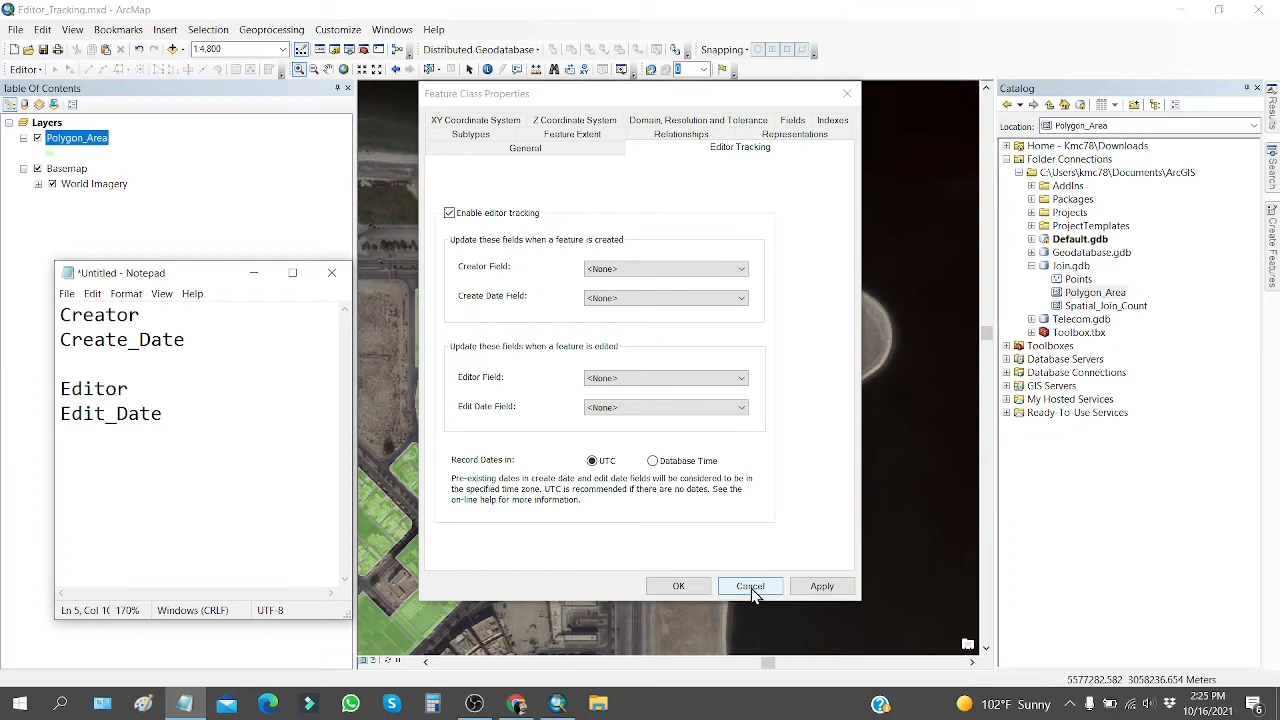 Editor_Tracking.mxd - ArcMap
File Edit View Bookmarks Insert Selection Geoprocessing Customize Windows Help
1:4,800
Distributed Geodatabase
Snapping
Editor
0
Table Of Contents
Layers
Polygon_Area
Basemap
World Imagery
*Untitled - Notepad
File Edit Format View Help
Creator
Create_Date
Editor
Edit_Date
170%
Windows (CRLF)
UTF-8
Feature Class Properties
XY Coordinate System Z Coordinate System Domain, Resolution and Tolerance Fields Indexes
Subtypes Feature Extent Relationships Representations
General Editor Tracking
Enable editor tracking
Update these fields when a feature is created
Creator Field: <None>
Create Date Field: <None>
Update these fields when a feature is edited
Editor Field: <None>
Edit Date Field: <None>
Record Dates in: UTC Database Time
Pre-existing dates in create date and edit date fields will be considered to be in
the specified time zone. UTC is recommended if there are no dates. See the
on-line help for more information.
OK Cancel Apply
Catalog
Location: Polygon_Area
Home - Kmc78\Downloads
Folder Connections
C:\Users\kmc78\Documents\ArcGIS
AddIns
Packages
Projects
ProjectTemplates
Default.gdb
Geodatabase.gdb
Join.gdb
Points
Polygon_Area
Spatial_Join_Count
Telecom.gdb
Toolbox.tbx
Toolboxes
Database Servers
Database Connections
GIS Servers
My Hosted Services
Ready-To-Use Services
Results
Search
Create Features
5577282.582 3058236.654 Meters
102°F Sunny
2:25 PM
10/16/2021
6